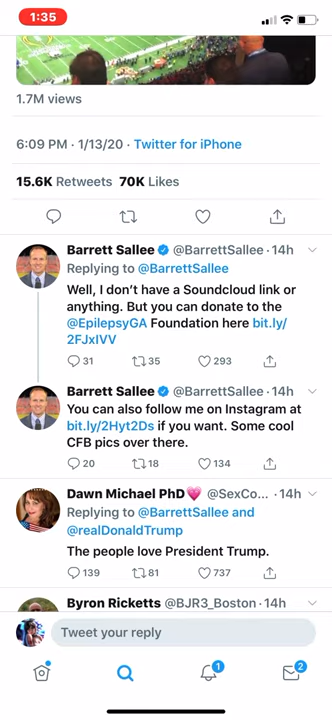 1:35
1.7M views
6:09 PM · 1/13/20 · Twitter for iPhone
15.6K Retweets 70K Likes
Barrett Sallee @BarrettSallee · 14h
Replying to @BarrettSallee
Well, I don't have a Soundcloud link or
anything. But you can donate to the
@EpilepsyGA Foundation here bit.ly/
2FJxIVV
31 35 293
Barrett Sallee @BarrettSallee · 14h
You can also follow me on Instagram at
bit.ly/2Hyt2Ds if you want. Some cool
CFB pics over there.
20 18 134
Dawn Michael PhD💗 @SexCo... · 14h
Replying to @BarrettSallee and
@realDonaldTrump
The people love President Trump.
139 81 737
Byron Ricketts @BJR3_Boston · 14h
Tweet your reply
1 2